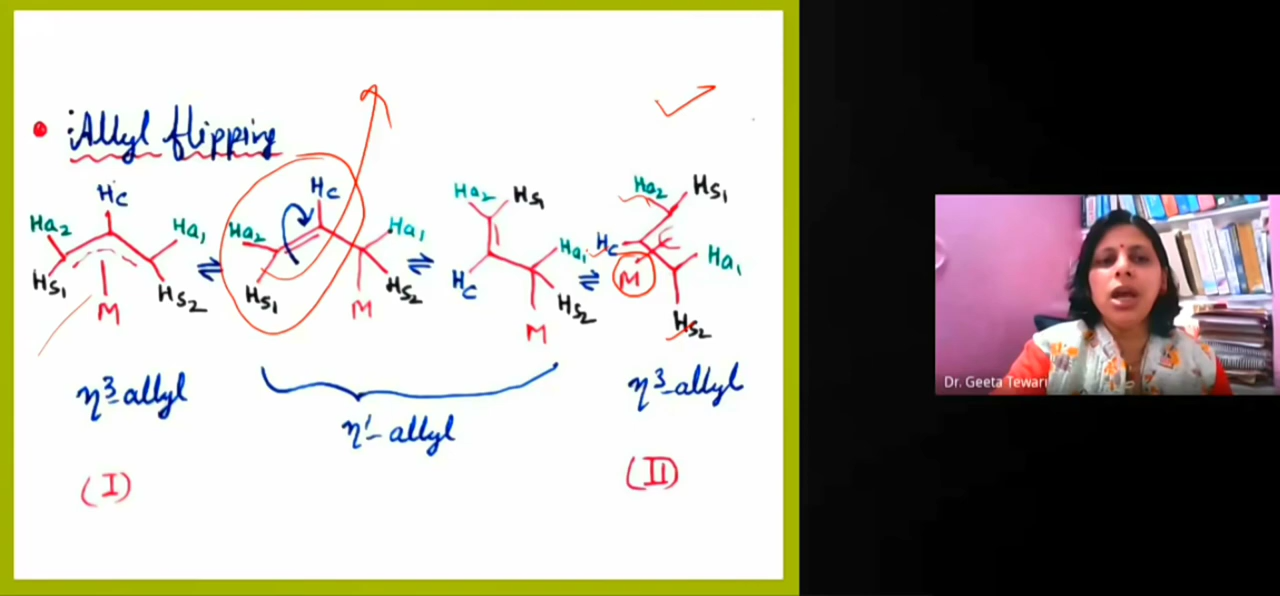 • Allyl flipping
Hc
Ha2
Ha1
Hs1
Hs2
M
⇌
Hc
Ha2
Ha1
Hs1
Hs2
M
⇌
Ha2 Hs1
Ha1
Hc
Hs2
M
⇌
Ha2 Hs1
Hc
Ha1
M
Hs2
η3-allyl
η1-allyl
η3-allyl
(I)
(II)
Dr. Geeta Tewari